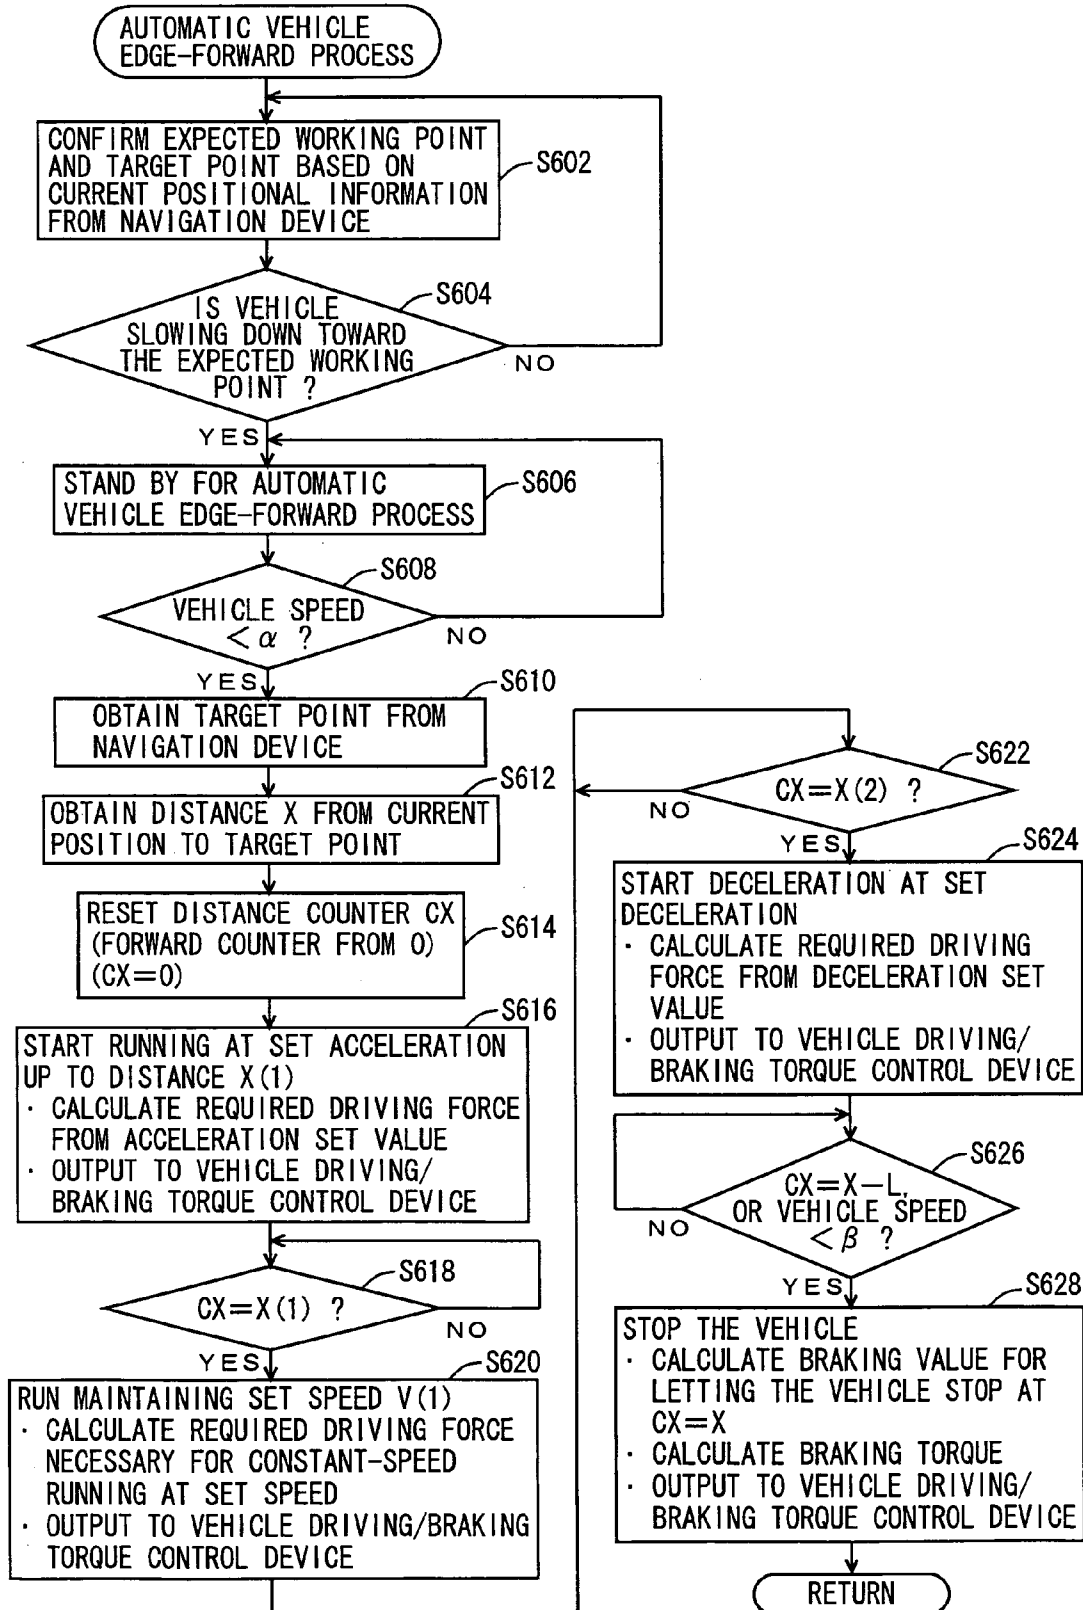 AUTOMATIC VEHICLE
EDGE-FORWARD PROCESS
CONFIRM EXPECTED WORKING POINT
AND TARGET POINT BASED ON
CURRENT POSITIONAL INFORMATION
FROM NAVIGATION DEVICE
S602
IS VEHICLE
SLOWING DOWN TOWARD
THE EXPECTED WORKING
POINT ?
S604
NO
YES
STAND BY FOR AUTOMATIC
VEHICLE EDGE-FORWARD PROCESS
S606
VEHICLE SPEED
<α ?
S608
NO
YES
OBTAIN TARGET POINT FROM
NAVIGATION DEVICE
S610
OBTAIN DISTANCE X FROM CURRENT
POSITION TO TARGET POINT
S612
RESET DISTANCE COUNTER CX
(FORWARD COUNTER FROM 0)
(CX=0)
S614
START RUNNING AT SET ACCELERATION
UP TO DISTANCE X(1)
· CALCULATE REQUIRED DRIVING FORCE
FROM ACCELERATION SET VALUE
· OUTPUT TO VEHICLE DRIVING/
BRAKING TORQUE CONTROL DEVICE
S616
CX=X(1) ?
S618
NO
YES
RUN MAINTAINING SET SPEED V(1)
· CALCULATE REQUIRED DRIVING FORCE
NECESSARY FOR CONSTANT-SPEED
RUNNING AT SET SPEED
· OUTPUT TO VEHICLE DRIVING/BRAKING
TORQUE CONTROL DEVICE
S620
CX=X(2) ?
S622
NO
YES
START DECELERATION AT SET
DECELERATION
· CALCULATE REQUIRED DRIVING
FORCE FROM DECELERATION SET
VALUE
· OUTPUT TO VEHICLE DRIVING/
BRAKING TORQUE CONTROL DEVICE
S624
CX=X-L,
OR VEHICLE SPEED
<β ?
S626
NO
YES
STOP THE VEHICLE
· CALCULATE BRAKING VALUE FOR
LETTING THE VEHICLE STOP AT
CX=X
· CALCULATE BRAKING TORQUE
· OUTPUT TO VEHICLE DRIVING/
BRAKING TORQUE CONTROL DEVICE
S628
RETURN